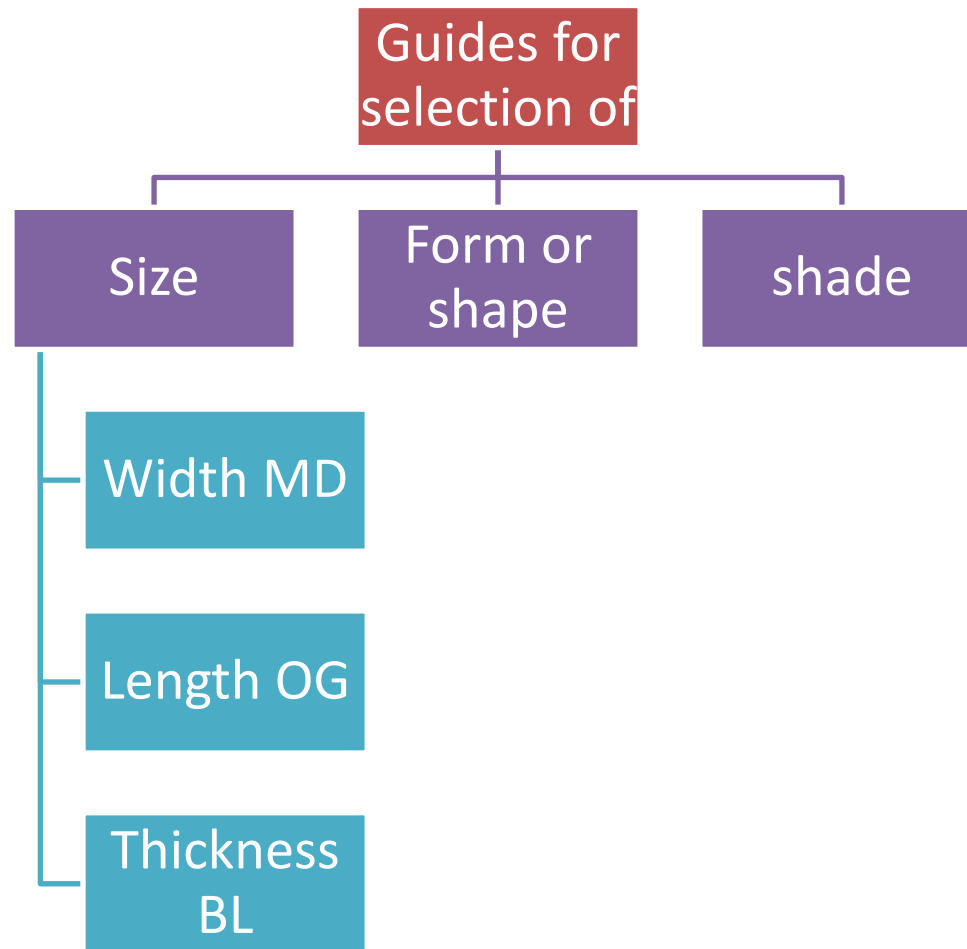 Guides for
selection of
Size
Form or
shape
shade
Width MD
Length OG
Thickness
BL